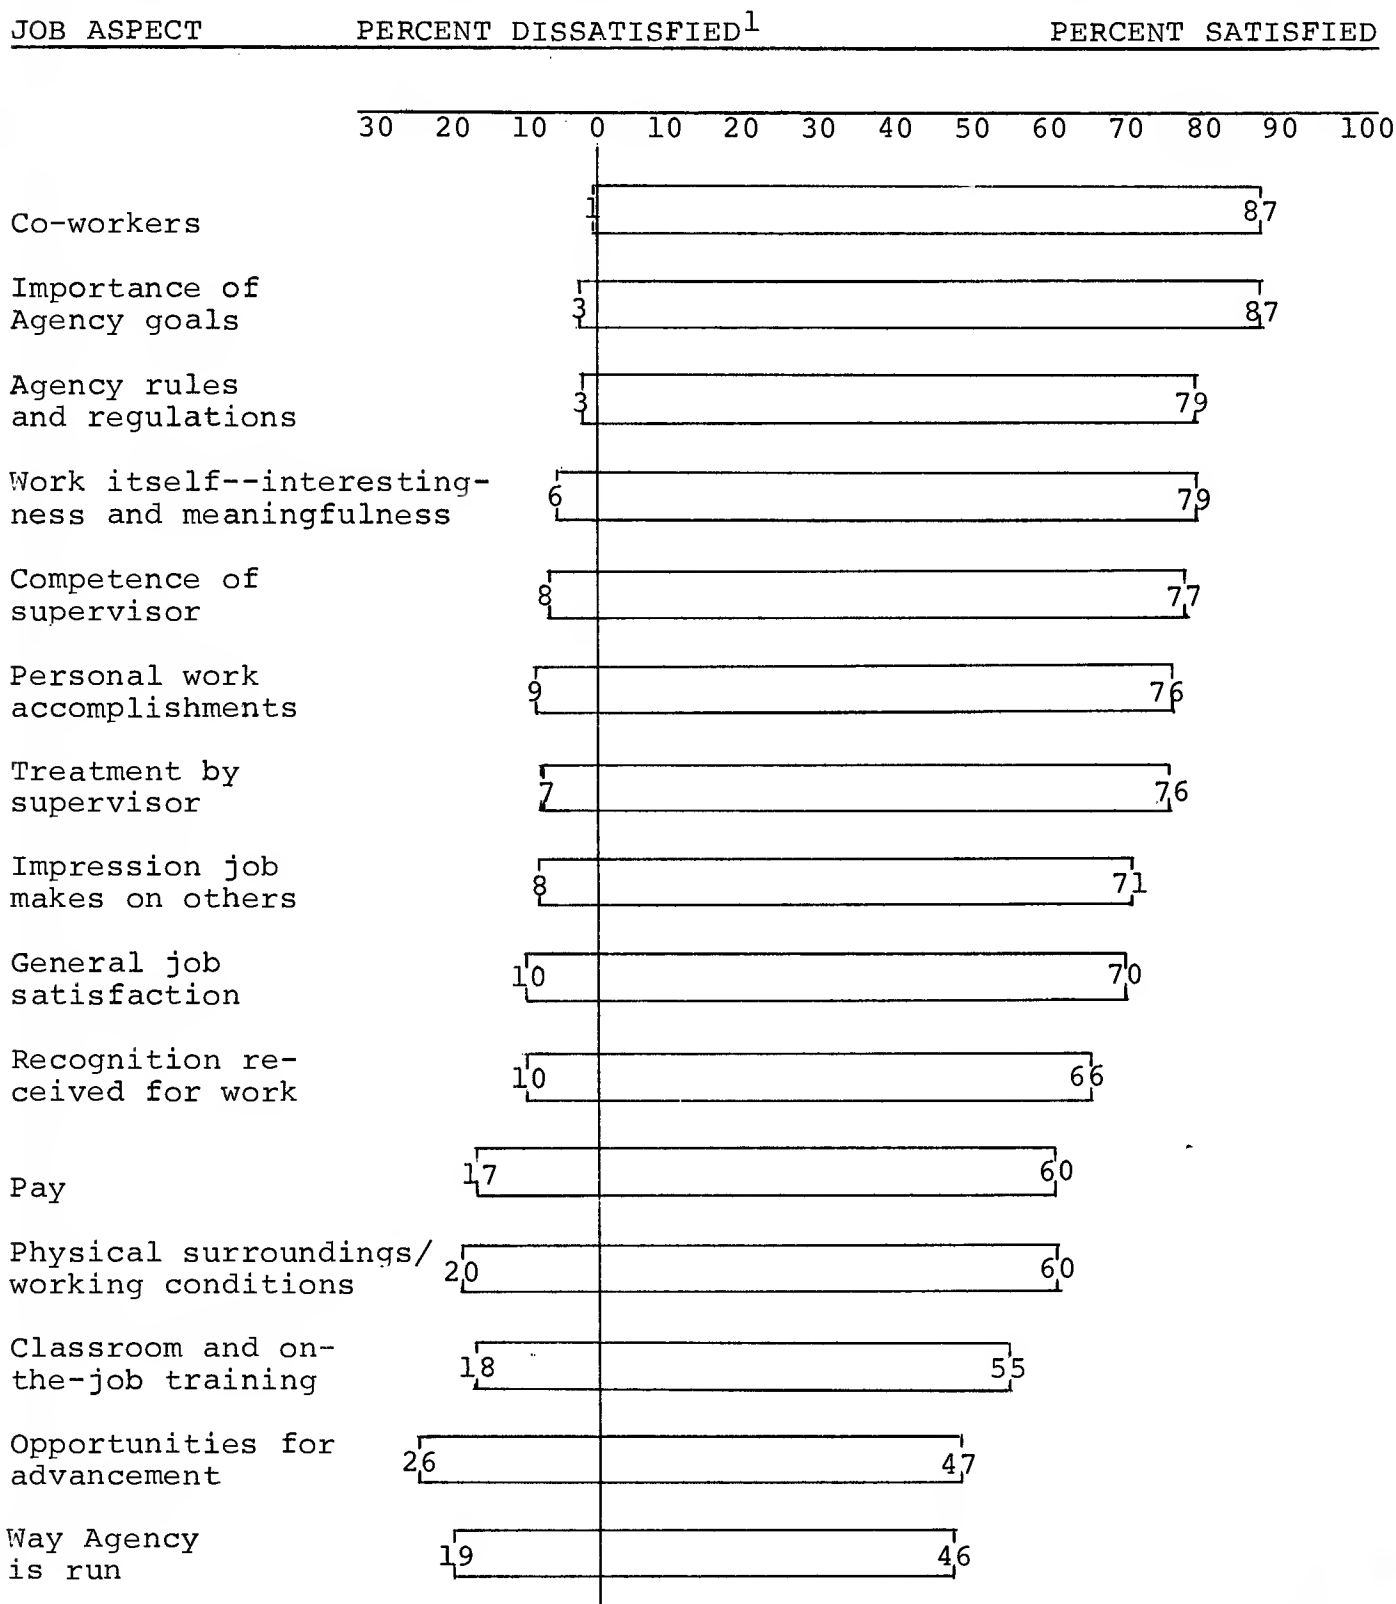 JOB ASPECT PERCENT DISSATISFIED1 PERCENT SATISFIED
30 20 10 0 10 20 30 40 50 60 70 80 90 100
Co-workers 1 87
Importance of
Agency goals 3 87
Agency rules
and regulations 3 79
Work itself--interesting-
ness and meaningfulness 6 79
Competence of
supervisor 8 77
Personal work
accomplishments 9 76
Treatment by
supervisor 7 76
Impression job
makes on others 8 71
General job
satisfaction 10 70
Recognition re-
ceived for work 10 66
Pay 17 60
Physical surroundings/
working conditions 20 60
Classroom and on-
the-job training 18 55
Opportunities for
advancement 26 47
Way Agency
is run 19 46